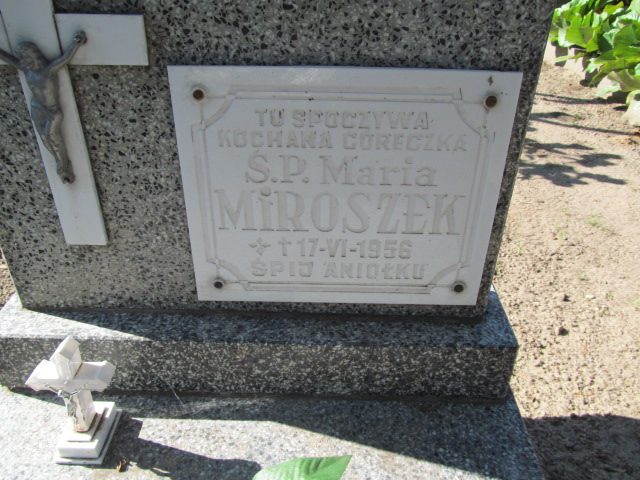 TU SPOCZYWA
KOCHANA CÓRECZKA
Ś.P. Maria
MiROSZEK
✢ † 17-VI-1956
ŚPIJ ANIOŁKU